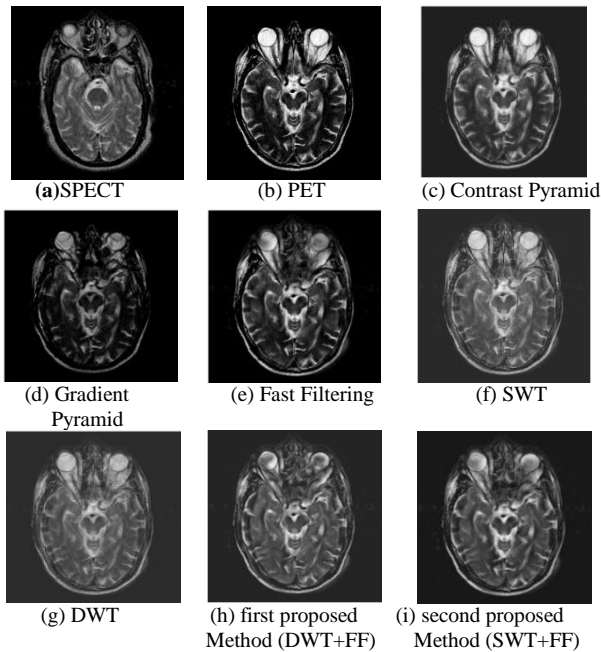 (a)SPECT
(b) PET
(c) Contrast Pyramid
(d) Gradient
Pyramid
(e) Fast Filtering
(f) SWT
(g) DWT
(h) first proposed
Method (DWT+FF)
(i) second proposed
Method (SWT+FF)